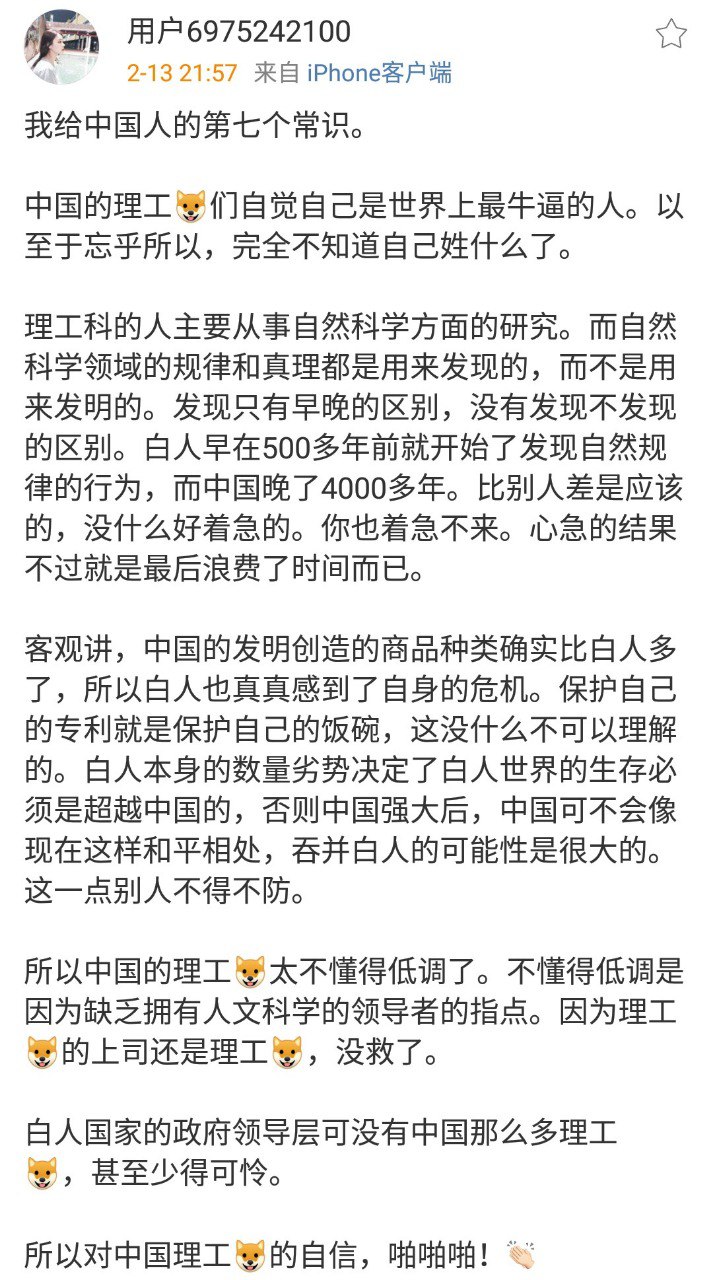 用户6975242100
2-13 21:57 来自 iPhone客户端
我给中国人的第七个常识。
中国的理工🐶们自觉自己是世界上最牛逼的人。以
至于忘乎所以，完全不知道自己姓什么了。
理工科的人主要从事自然科学方面的研究。而自然
科学领域的规律和真理都是用来发现的，而不是用
来发明的。发现只有早晚的区别，没有发现不发现
的区别。白人早在500多年前就开始了发现自然规
律的行为，而中国晚了4000多年。比别人差是应该
的，没什么好着急的。你也着急不来。心急的结果
不过就是最后浪费了时间而已。
客观讲，中国的发明创造的商品种类确实比白人多
了，所以白人也真真感到了自身的危机。保护自己
的专利就是保护自己的饭碗，这没什么不可以理解
的。白人本身的数量劣势决定了白人世界的生存必
须是超越中国的，否则中国强大后，中国可不会像
现在这样和平相处，吞并白人的可能性是很大的。
这一点别人不得不防。
所以中国的理工🐶太不懂得低调了。不懂得低调是
因为缺乏拥有人文科学的领导者的指点。因为理工
🐶的上司还是理工🐶，没救了。
白人国家的政府领导层可没有中国那么多理工
🐶，甚至少得可怜。
所以对中国理工🐶的自信，啪啪啪！👏🏻